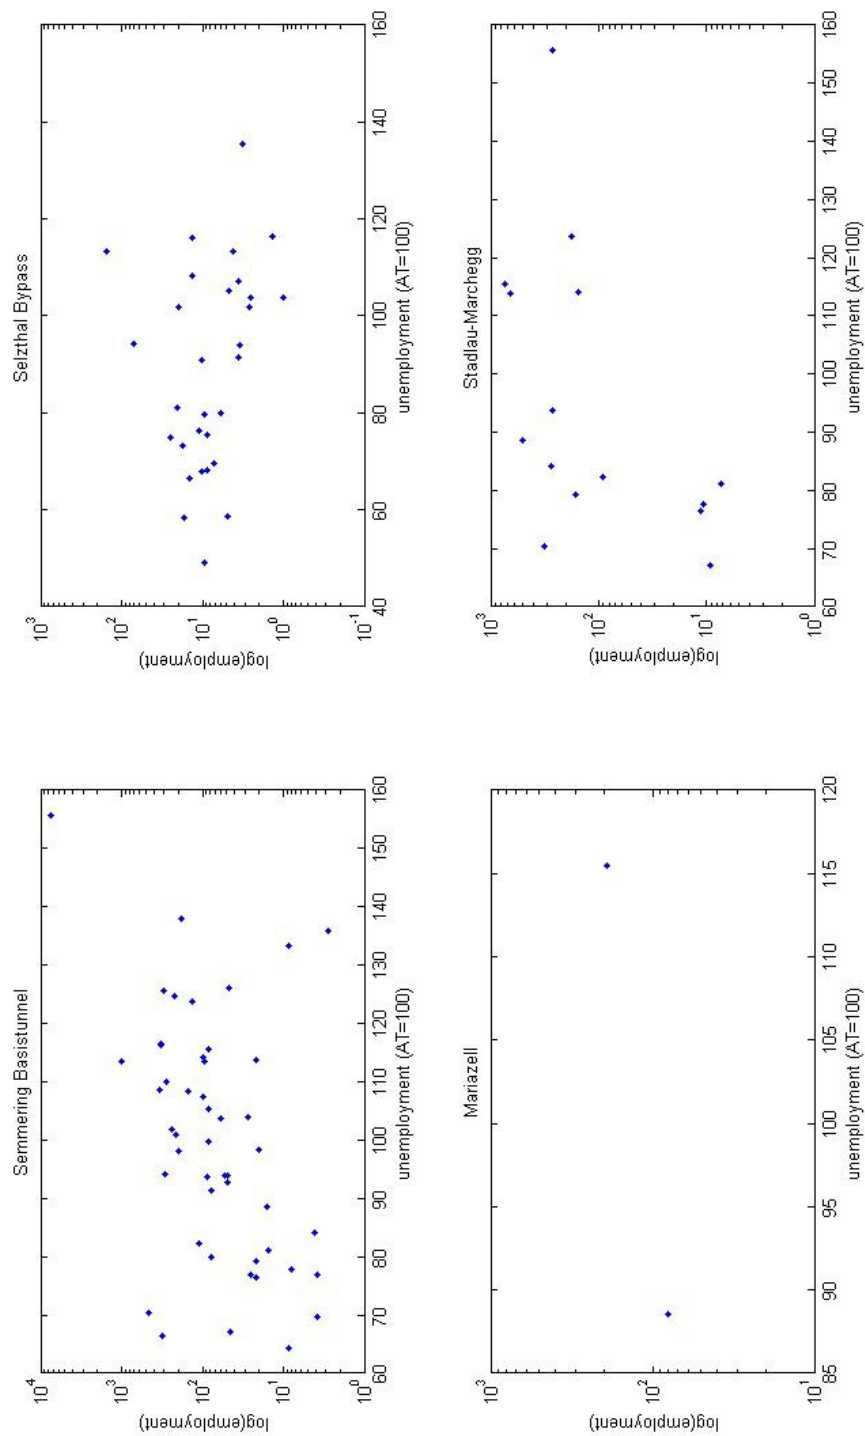 Semmering Basistunnel
log(employment)
10^4
10^3
10^2
10^1
10^0
60 70 80 90 100 110 120 130 140 150 160
unemployment (AT=100)
Selzthal Bypass
log(employment)
10^3
10^2
10^1
10^0
10^-1
40 60 80 100 120 140 160
unemployment (AT=100)
Mariazell
log(employment)
10^3
10^2
10^1
85 90 95 100 105 110 115 120
unemployment (AT=100)
Stadlau-Marchegg
log(employment)
10^3
10^2
10^1
10^0
60 70 80 90 100 110 120 130 140 150 160
unemployment (AT=100)